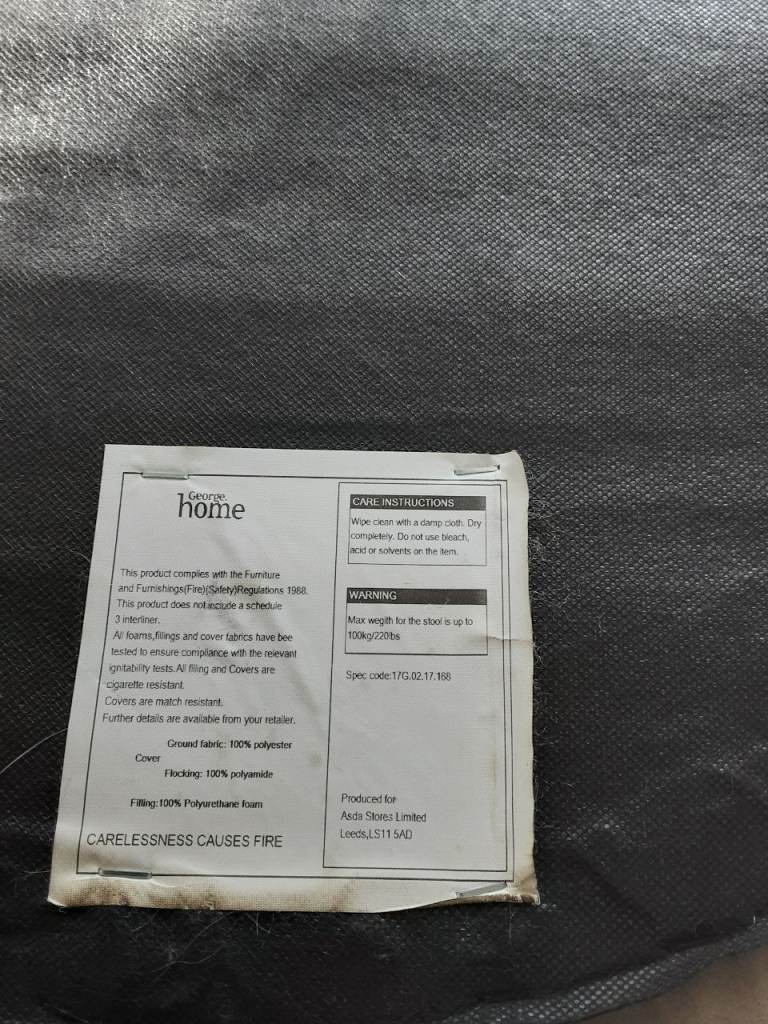 George.
home
This product complies with the Furniture
and Furnishings(Fire)(Safety)Regulations 1988.
This product does not include a schedule
3 interliner.
All foams,fillings and cover fabrics have bee
tested to ensure compliance with the relevant
ignitability tests.All filling and Covers are
cigarette resistant.
Covers are match resistant.
Further details are available from your retailer.
Ground fabric: 100% polyester
Cover
Flocking: 100% polyamide
Filling:100% Polyurethane foam
CARELESSNESS CAUSES FIRE
CARE INSTRUCTIONS
Wipe clean with a damp cloth. Dry
completely. Do not use bleach,
acid or solvents on the item.
WARNING
Max wegith for the stool is up to
100kg/220lbs
Spec code:17G.02.17.168
Produced for
Asda Stores Limited
Leeds,LS11 5AD